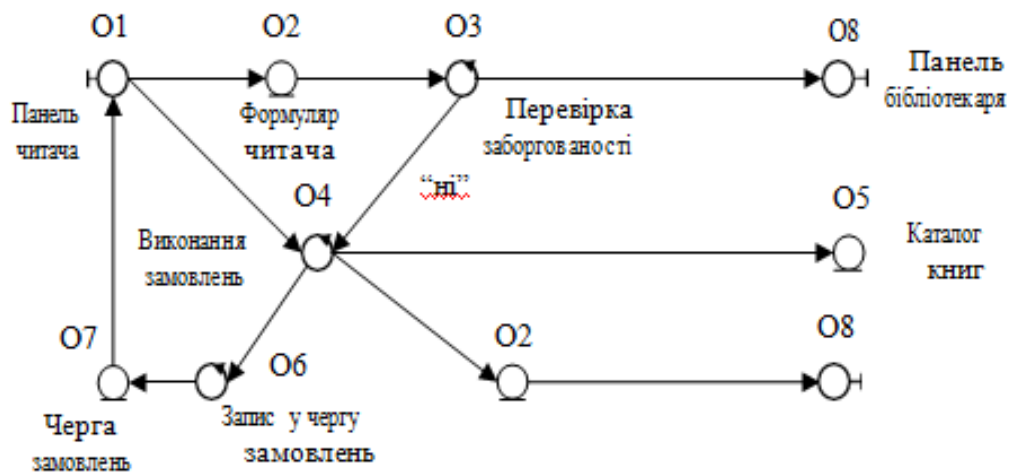 O1
O2
O3
O8
Панель
читача
Формуляр
читача
Перевірка
заборгованості
Панель
бібліотекаря
“ні”
O4
O5
Виконання
замовлень
Каталог
книг
O7
O6
O2
O8
Черга
замовлень
Запис у чергу
замовлень